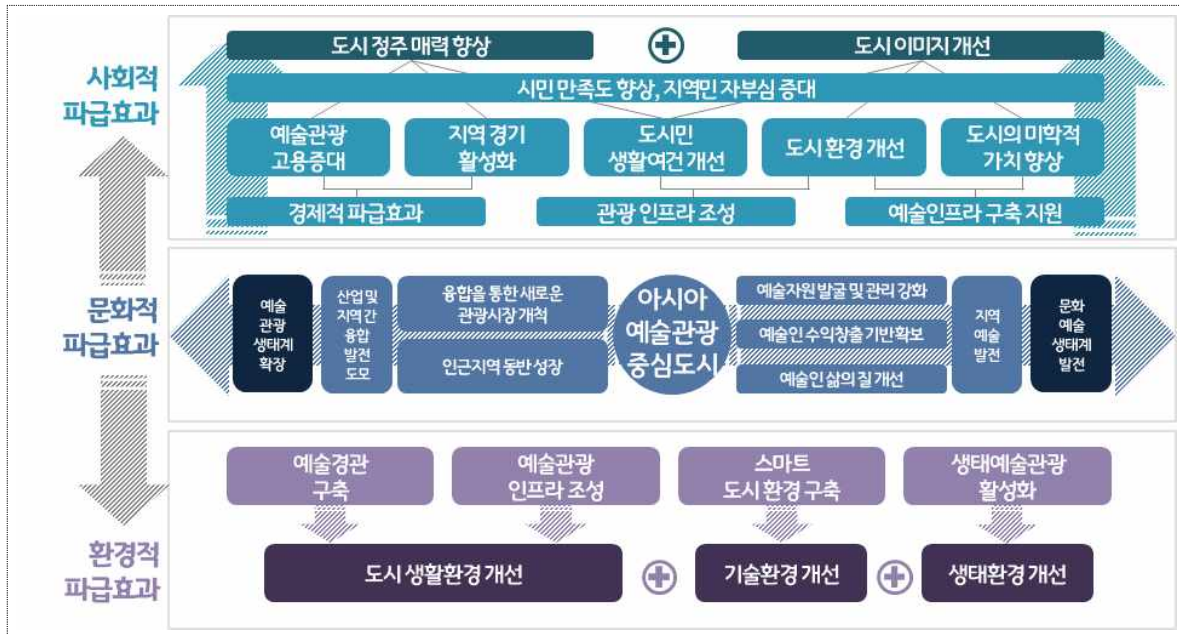 사회적
파급효과
도시 정주 매력 향상
도시 이미지 개선
시민 만족도 향상, 지역민 자부심 증대
예술관광
고용증대
지역 경기
활성화
도시민
생활여건 개선
도시 환경 개선
도시의 미학적
가치 향상
경제적 파급효과
관광 인프라 조성
예술인프라 구축 지원
문화적
파급효과
예술
관광
생태계
확장
산업 및
지역 간
융합
발전
도모
융합을 통한 새로운
관광시장 개척
인근지역 동반 성장
아시아
예술관광
중심도시
예술자원 발굴 및 관리 강화
예술인 수익창출 기반확보
예술인 삶의 질 개선
지역
예술
발전
문화
예술
생태계
발전
환경적
파급효과
예술경관
구축
예술관광
인프라 조성
스마트
도시 환경 구축
생태예술관광
활성화
도시 생활환경 개선
기술환경 개선
생태환경 개선